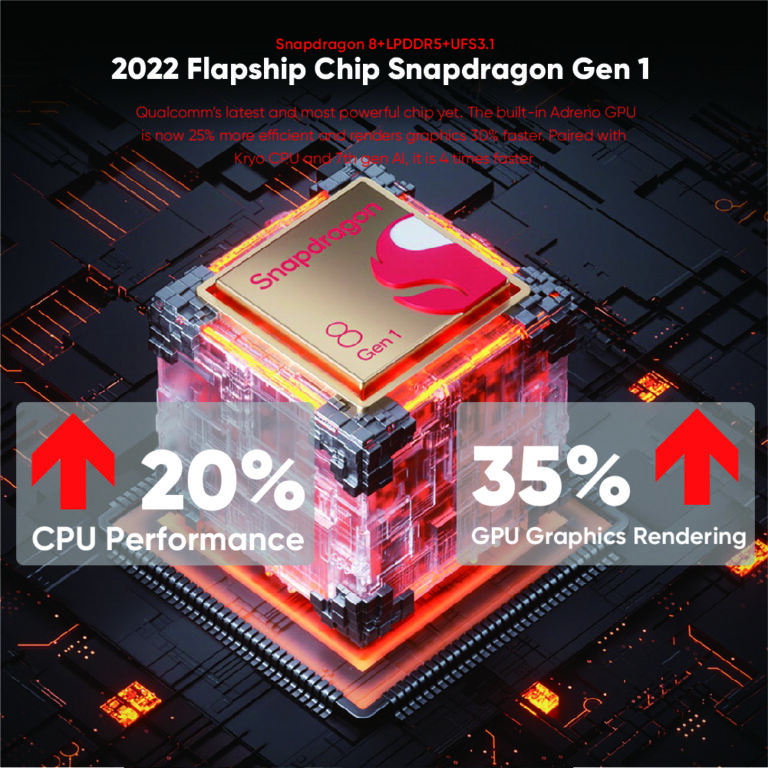 Snapdragon 8+LPDDR5+UFS3.1
2022 Flapship Chip Snapdragon Gen 1
Qualcomm's latest and most powerful chip yet. The built-in Adreno GPU
is now 25% more efficient and renders graphics 30% faster. Paired with
Kryo CPU and 7th gen AI, it is 4 times faster
Snapdragon
8
Gen 1
20%
CPU Performance
35%
GPU Graphics Rendering